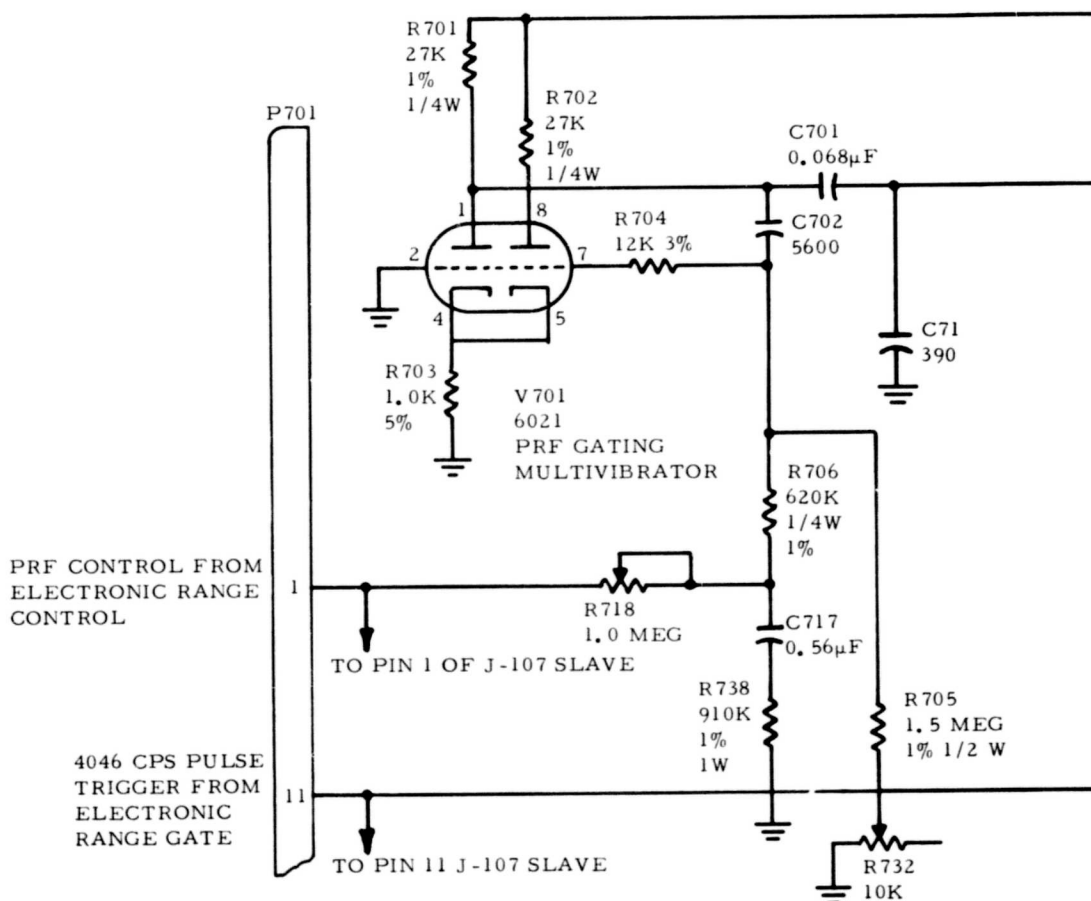 R701
27K
1%
1/4W
R702
27K
1%
1/4W
P701
C701
0.068µF
1
8
C702
5600
R704
12K 3%
2
7
4
5
C71
390
R703
1.0K
5%
V701
6021
PRF GATING
MULTIVIBRATOR
R706
620K
1/4W
1%
PRF CONTROL FROM
ELECTRONIC RANGE
CONTROL
1
R718
1.0 MEG
C717
0.56µF
TO PIN 1 OF J-107 SLAVE
R738
910K
1%
1W
R705
1.5 MEG
1% 1/2 W
4046 CPS PULSE
TRIGGER FROM
ELECTRONIC
RANGE GATE
11
TO PIN 11 J-107 SLAVE
R732
10K